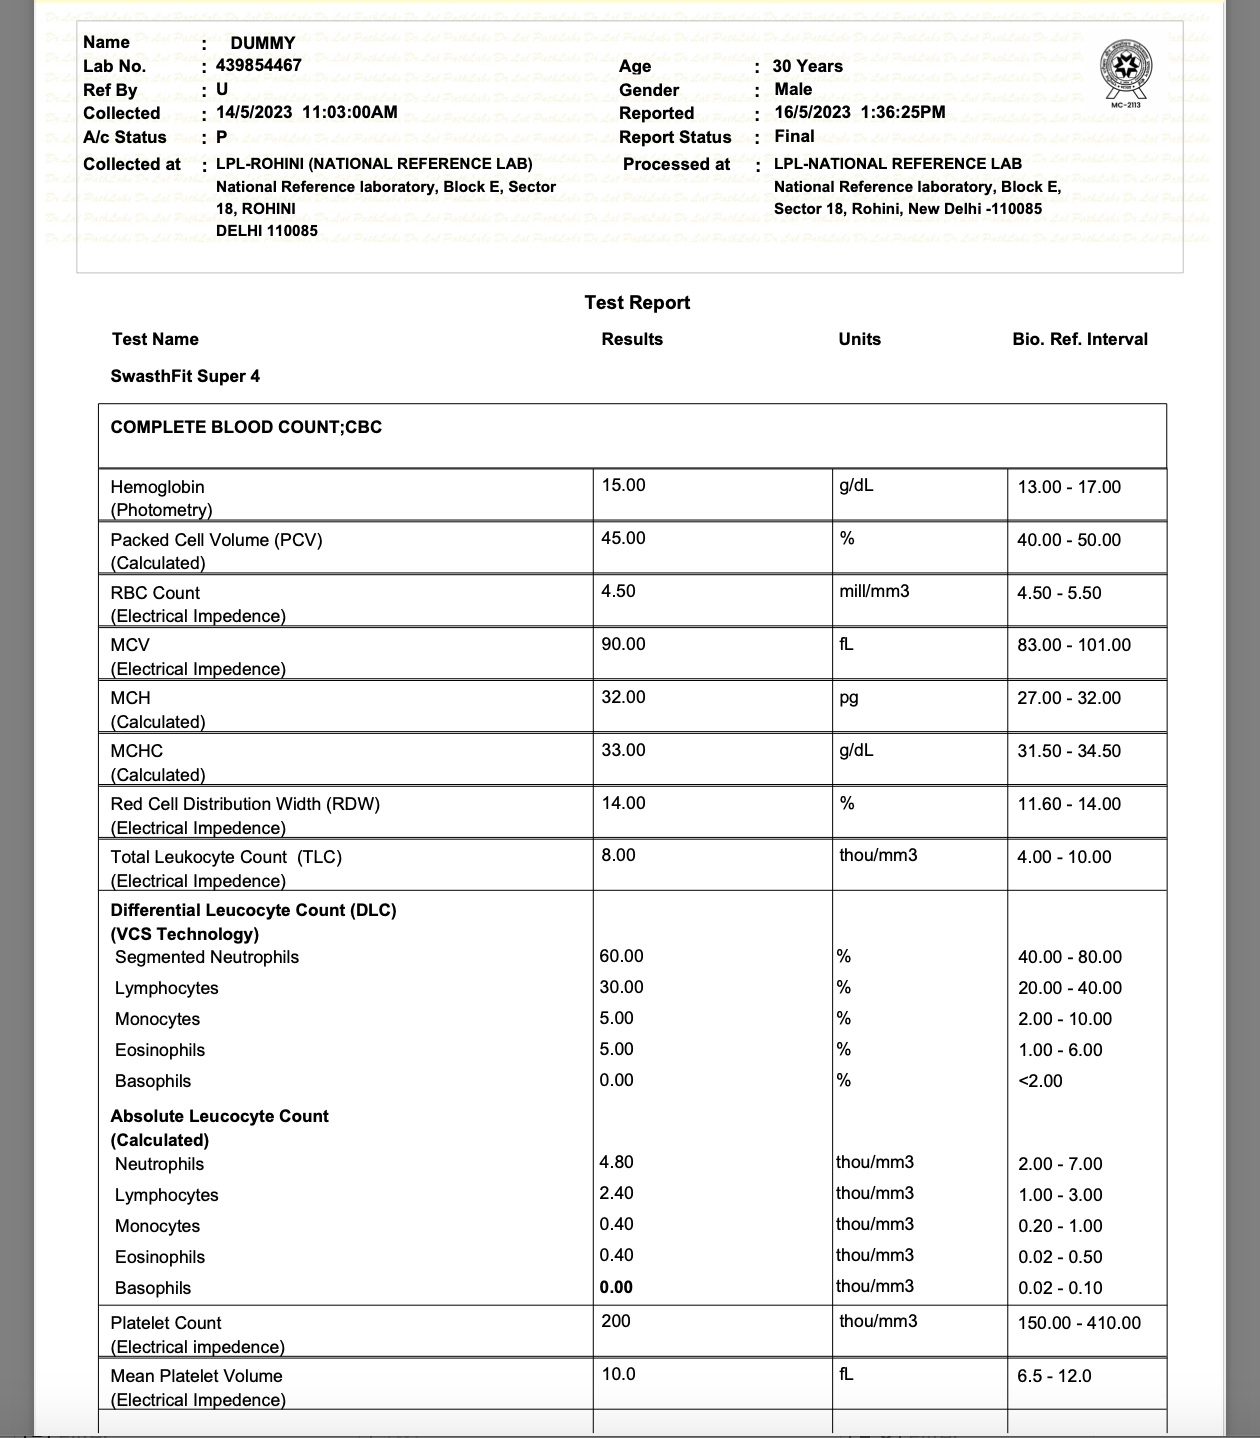 Name : DUMMY
Lab No. : 439854467 Age : 30 Years
Ref By : U Gender : Male
Collected : 14/5/2023 11:03:00AM Reported : 16/5/2023 1:36:25PM
A/c Status : P Report Status : Final
Collected at : LPL-ROHINI (NATIONAL REFERENCE LAB) Processed at : LPL-NATIONAL REFERENCE LAB
National Reference laboratory, Block E, Sector National Reference laboratory, Block E,
18, ROHINI Sector 18, Rohini, New Delhi -110085
DELHI 110085
MC-2113
Test Report
Test Name Results Units Bio. Ref. Interval
SwasthFit Super 4
COMPLETE BLOOD COUNT;CBC
Hemoglobin 15.00 g/dL 13.00 - 17.00
(Photometry)
Packed Cell Volume (PCV) 45.00 % 40.00 - 50.00
(Calculated)
RBC Count 4.50 mill/mm3 4.50 - 5.50
(Electrical Impedence)
MCV 90.00 fL 83.00 - 101.00
(Electrical Impedence)
MCH 32.00 pg 27.00 - 32.00
(Calculated)
MCHC 33.00 g/dL 31.50 - 34.50
(Calculated)
Red Cell Distribution Width (RDW) 14.00 % 11.60 - 14.00
(Electrical Impedence)
Total Leukocyte Count (TLC) 8.00 thou/mm3 4.00 - 10.00
(Electrical Impedence)
Differential Leucocyte Count (DLC)
(VCS Technology)
Segmented Neutrophils 60.00 % 40.00 - 80.00
Lymphocytes 30.00 % 20.00 - 40.00
Monocytes 5.00 % 2.00 - 10.00
Eosinophils 5.00 % 1.00 - 6.00
Basophils 0.00 % <2.00
Absolute Leucocyte Count
(Calculated)
Neutrophils 4.80 thou/mm3 2.00 - 7.00
Lymphocytes 2.40 thou/mm3 1.00 - 3.00
Monocytes 0.40 thou/mm3 0.20 - 1.00
Eosinophils 0.40 thou/mm3 0.02 - 0.50
Basophils 0.00 thou/mm3 0.02 - 0.10
Platelet Count 200 thou/mm3 150.00 - 410.00
(Electrical impedence)
Mean Platelet Volume 10.0 fL 6.5 - 12.0
(Electrical Impedence)